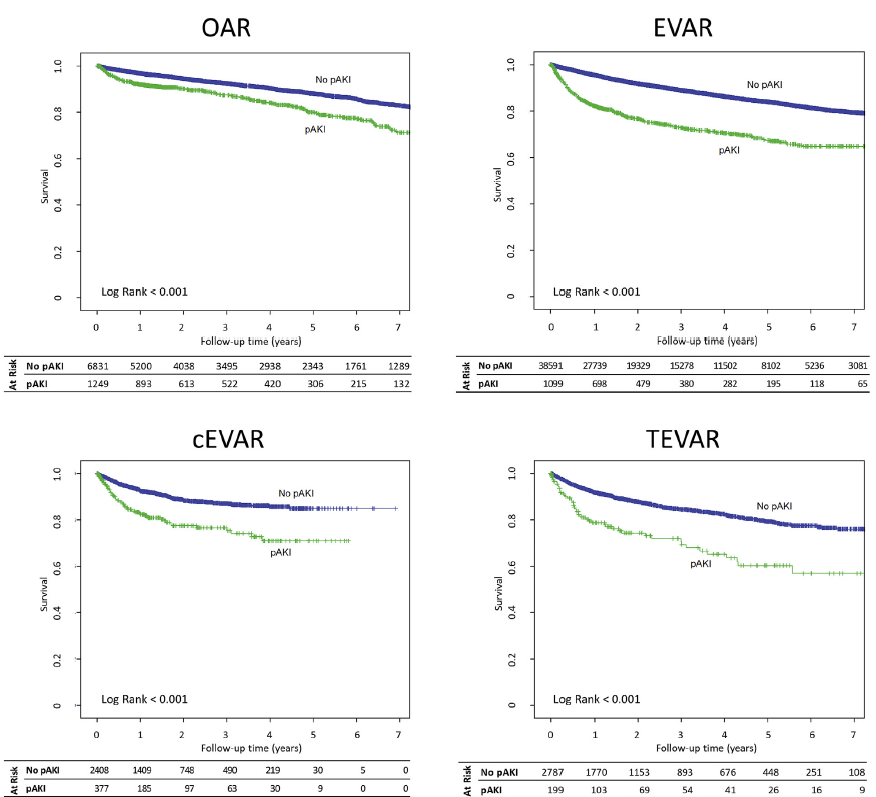 OAR
1.0
0.8
0.6
0.4
0.2
0
Survival
No pAKI
pAKI
Log Rank < 0.001
0 1 2 3 4 5 6 7
Follow-up time (years)
At Risk
No pAKI 6831 5200 4038 3495 2938 2343 1761 1289
pAKI 1249 893 613 522 420 306 215 132
EVAR
1.0
0.8
0.6
0.4
0.2
0
Survival
No pAKI
pAKI
Log Rank < 0.001
0 1 2 3 4 5 6 7
Follow-up time (years)
At Risk
No pAKI 38591 27739 19329 15278 11502 8102 5236 3081
pAKI 1099 698 479 380 282 195 118 65
cEVAR
1.0
0.8
0.6
0.4
0.2
0
Survival
No pAKI
pAKI
Log Rank < 0.001
0 1 2 3 4 5 6 7
Follow-up time (years)
At Risk
No pAKI 2408 1409 748 490 219 30 5 0
pAKI 377 185 97 63 30 9 0 0
TEVAR
1.0
0.8
0.6
0.4
0.2
0
Survival
No pAKI
pAKI
Log Rank < 0.001
0 1 2 3 4 5 6 7
Follow-up time (years)
At Risk
No pAKI 2787 1770 1153 893 676 448 251 108
pAKI 199 103 69 54 41 26 16 9